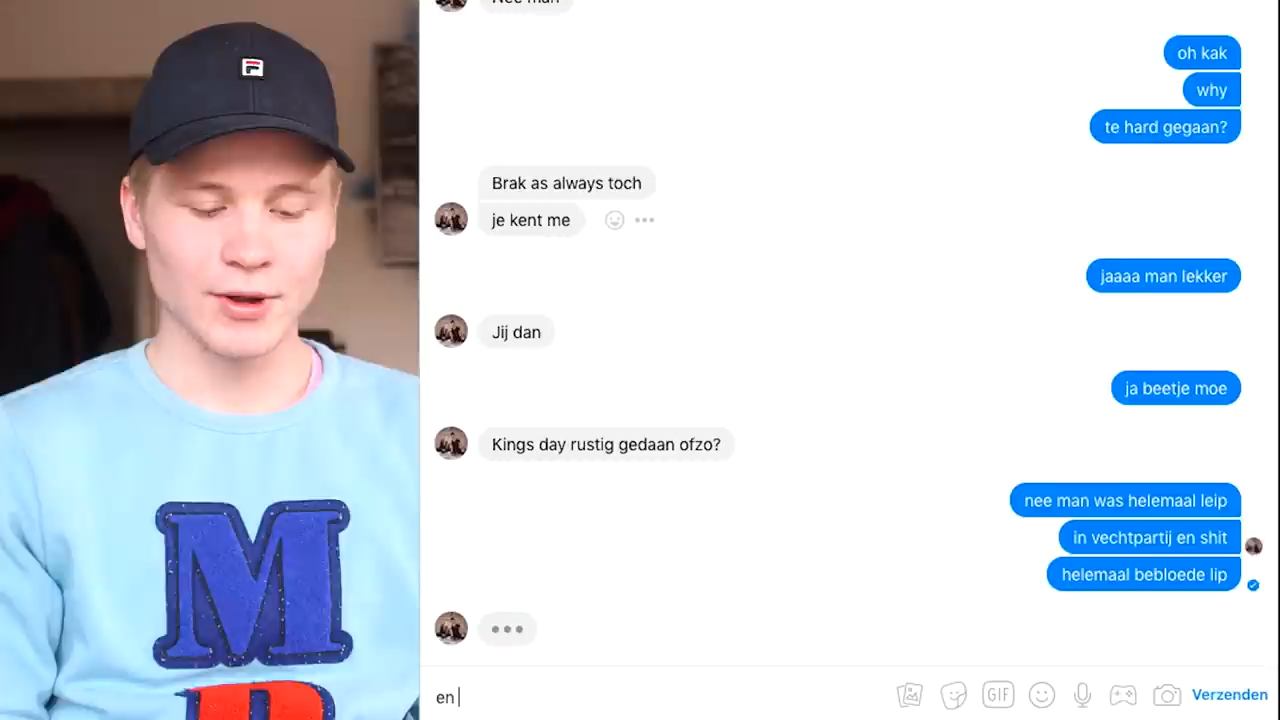 Nee man
oh kak
why
te hard gegaan?
Brak as always toch
je kent me
jaaaa man lekker
Jij dan
ja beetje moe
Kings day rustig gedaan ofzo?
nee man was helemaal leip
in vechtpartij en shit
helemaal bebloede lip
en
GIF
Verzenden
F
M